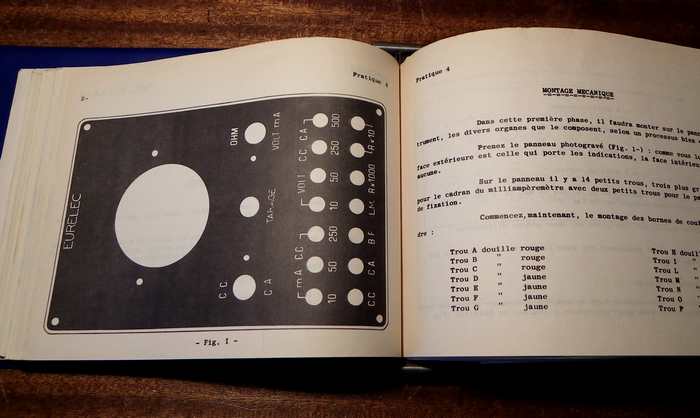 2-
Pratique 4
EURELEC
OHM
VOLT mA
TARAGE
C C
C A
VOLT CC CA
500
250
50
10
mA CC
250
50
10
R x 1
R x 1000
L.M.
B F
C A
CC
- Fig. I -
Pratique 4
MONTAGE MECANIQUE
Dans cette première phase, il faudra monter sur le
trument, les divers organes que le composent, selon un processus bien
Prenez le panneau photogravé (Fig. 1-) : comme vous
face extérieure est celle qui porte les indications, la face
aucune.
Sur le panneau il y a 14 petits trous, trois plus
pour le cadran du milliampèremètre avec deux petits trous pour le
de fixation.
Commençez,maintenant, le montage des bornes de
dre :
Trou A douille rouge
Trou B " rouge
Trou C " rouge
Trou D " jaune
Trou E " jaune
Trou F " jaune
Trou G " jaune
Trou H
Trou I "
Trou L
Trou M
Trou N
Trou O
Trou P